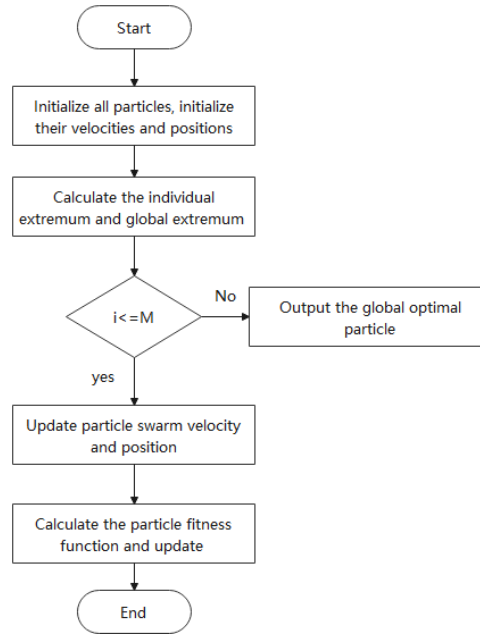 Start
Initialize all particles, initialize
their velocities and positions
Calculate the individual
extremum and global extremum
i<=M
No
Output the global optimal
particle
yes
Update particle swarm velocity
and position
Calculate the particle fitness
function and update
End